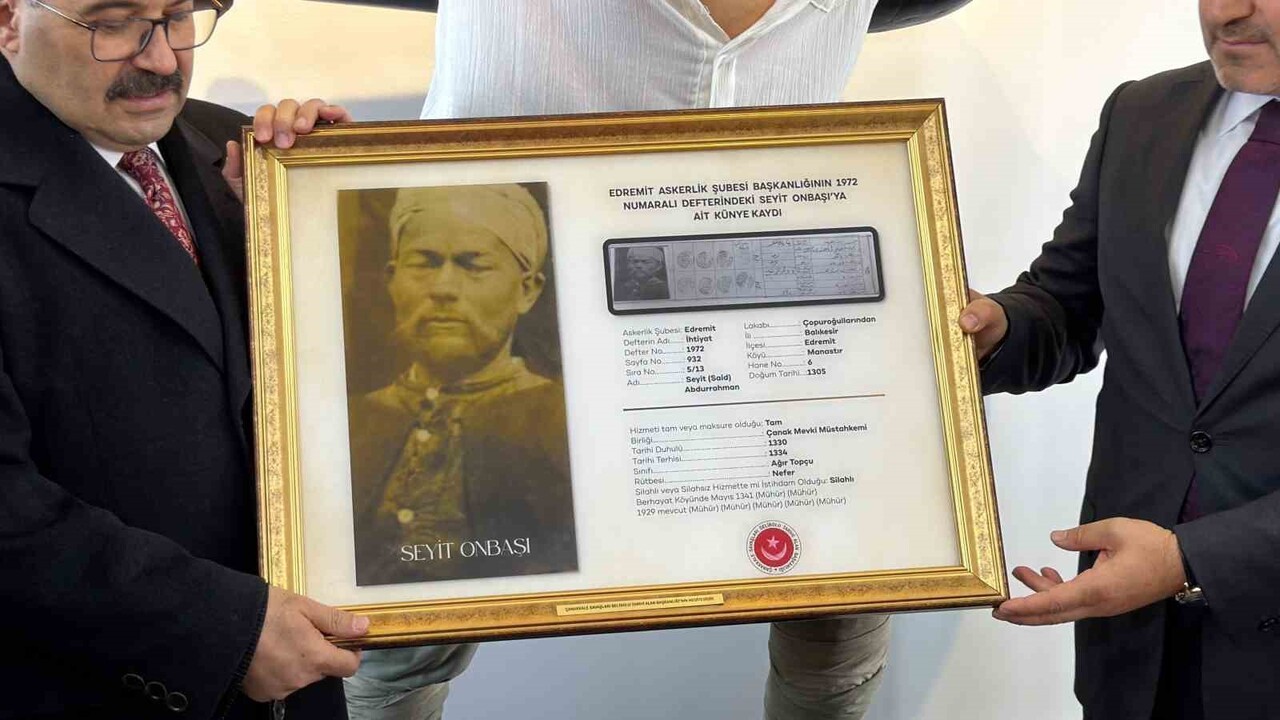 EDREMİT ASKERLİK ŞUBESİ BAŞKANLIĞININ 1972
NUMARALI DEFTERİNDEKİ SEYİT ONBAŞI'YA
AİT KÜNYE KAYDI
Askerlik Şubesi: Edremit
Defterin Adı......: İhtiyat
Defter No........: 1972
Sayfa No.........: 932
Sıra No............: 5/13
Adı...................: Seyit (Said)
Abdurrahman
Lakabı............: Çopuroğullarından
İli....................: Balıkesir
İlçesi...............: Edremit
Köyü...............: Manastır
Hane No.........: 6
Doğum Tarihi...:1305
Hizmeti tam veya maksure olduğu; Tam
Birliği..............................: Çanak Mevki Müstahkemi
Tarihi Duhulü.....................: 1330
Tarihi Terhisi......................: 1334
Sınıfı..................................: Ağır Topçu
Rütbesi..............................: Nefer
Silahlı veya Silahsız Hizmette mi İstihdam Olduğu: Silahlı
Berhayat Köyünde Mayıs 1341 (Mühür) (Mühür)
1929 mevcut (Mühür) (Mühür) (Mühür) (Mühür) (Mühür)
SEYİT ONBAŞI